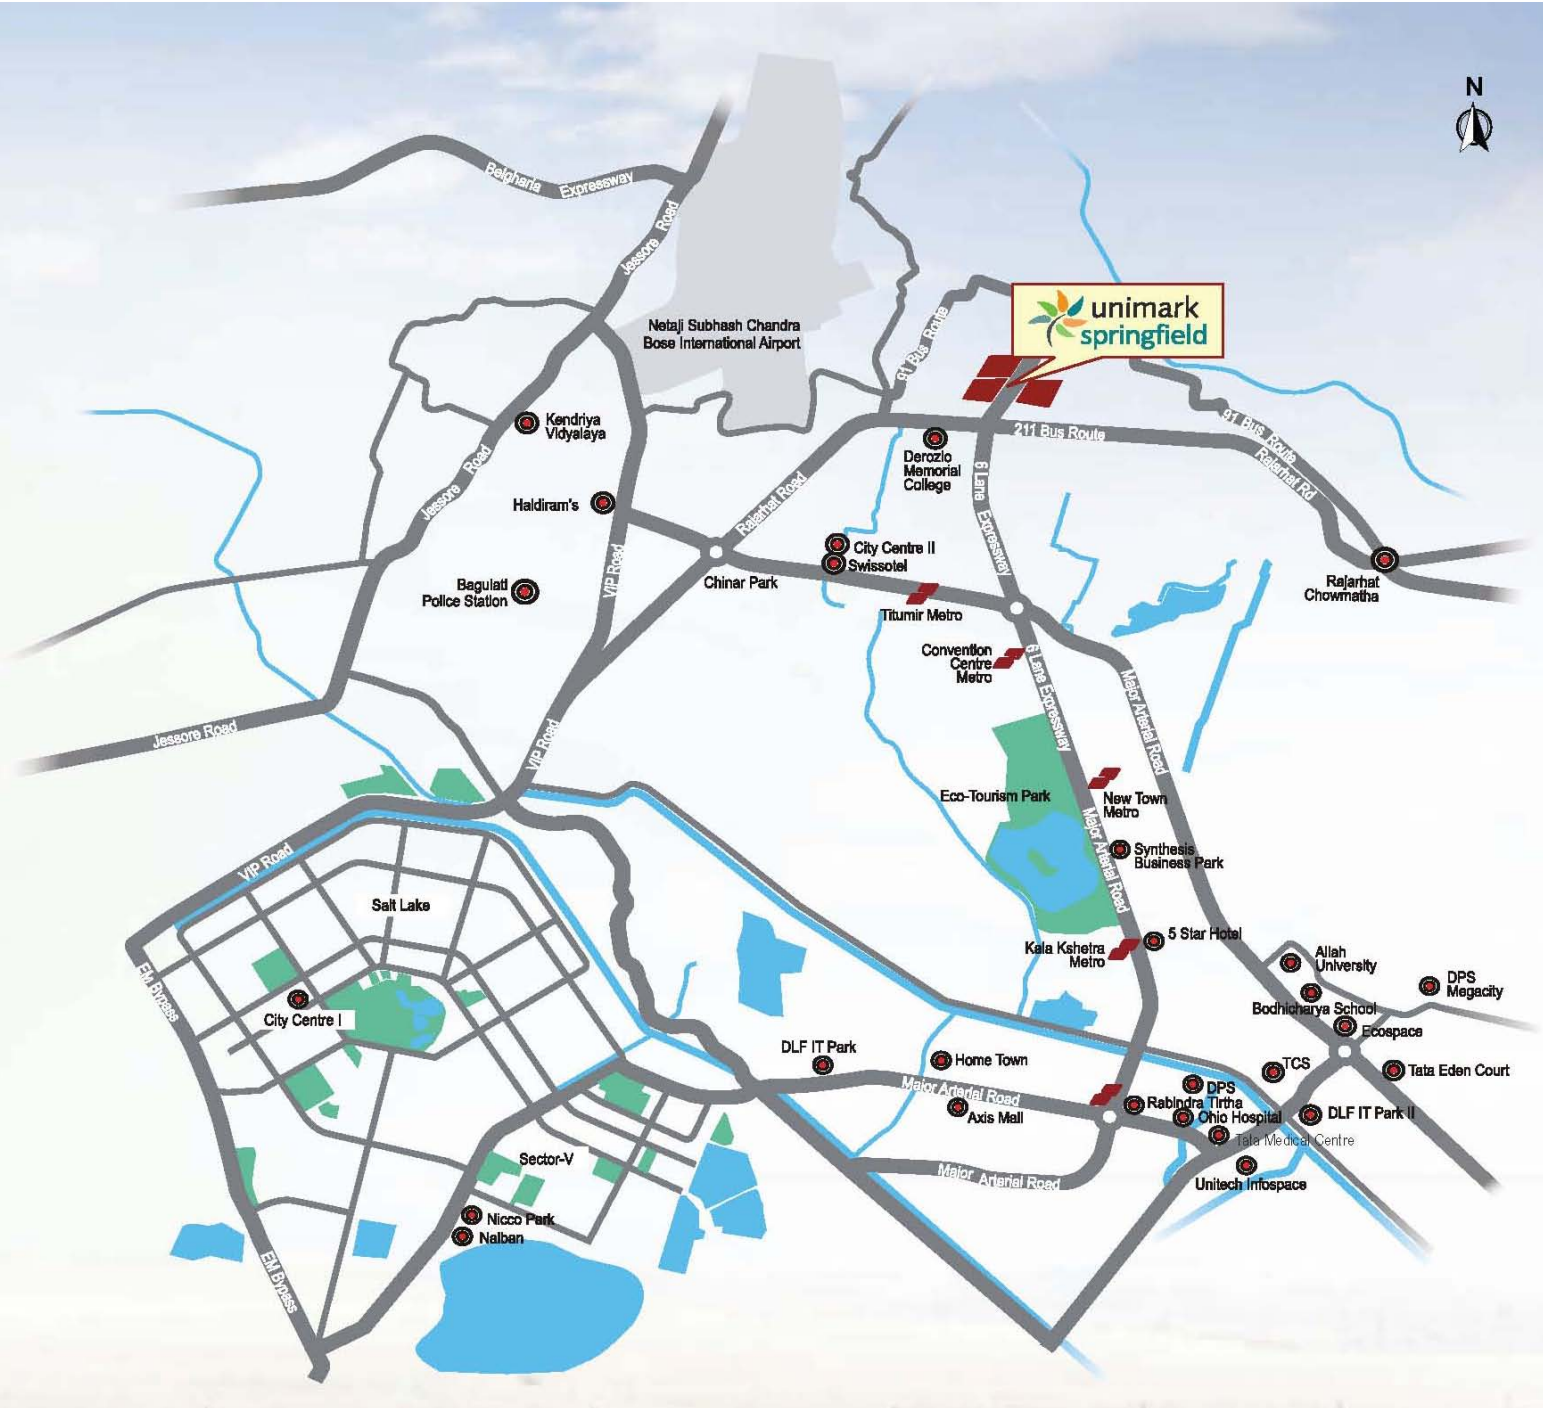 N
Belgharia Expressway
Jessore Road
unimark
springfield
Netaji Subhash Chandra
Bose International Airport
91 Bus Route
Kendriya
Vidyalaya
211 Bus Route
91 Bus Route
Rajarhat Rd
Derozio
Memorial
College
6 Lane Expressway
Jessore Road
Haldiram's
Rajarhat Road
City Centre II
Swissotel
Chinar Park
VIP Road
Bagulati
Police Station
Titumir Metro
Rajarhat
Chowmatha
Convention
Centre
Metro
6 Lane Expressway
Major Arterial Road
Jessore Road
VIP Road
Eco-Tourism Park
New Town
Metro
Major Arterial Road
Synthesis
Business Park
VIP Road
Salt Lake
5 Star Hotel
Kala Kshetra
Metro
Aliah
University
DPS
Megacity
EM Bypass
City Centre I
Bodhicharya School
Ecospace
DLF IT Park
Home Town
TCS
Tata Eden Court
Major Arterial Road
DPS
Rabindra Tirtha
Axis Mall
Ohio Hospital
DLF IT Park II
Tata Medical Centre
Sector-V
Major Arterial Road
Unitech Infospace
Nicco Park
Nalban
EM Bypass